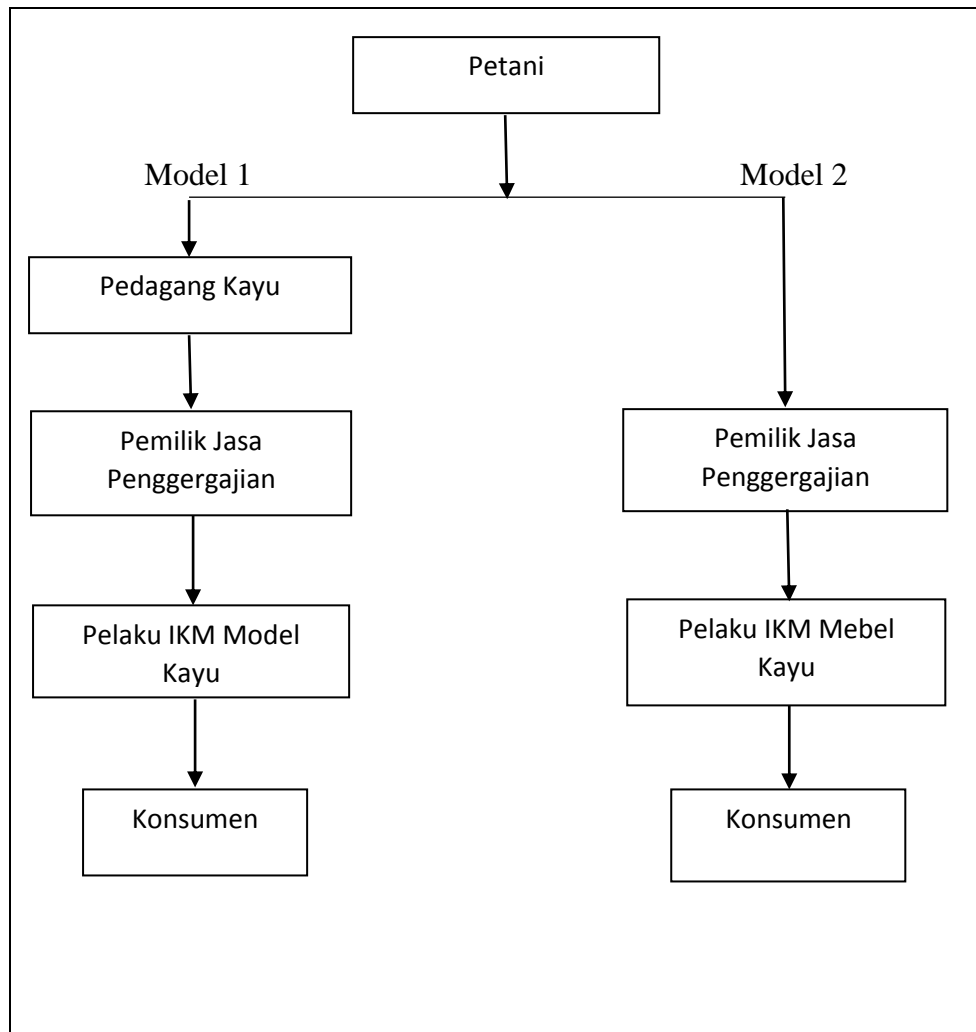 Petani
Model 1
Model 2
Pedagang Kayu
Pemilik Jasa
Penggergajian
Pemilik Jasa
Penggergajian
Pelaku IKM Model
Kayu
Pelaku IKM Mebel
Kayu
Konsumen
Konsumen